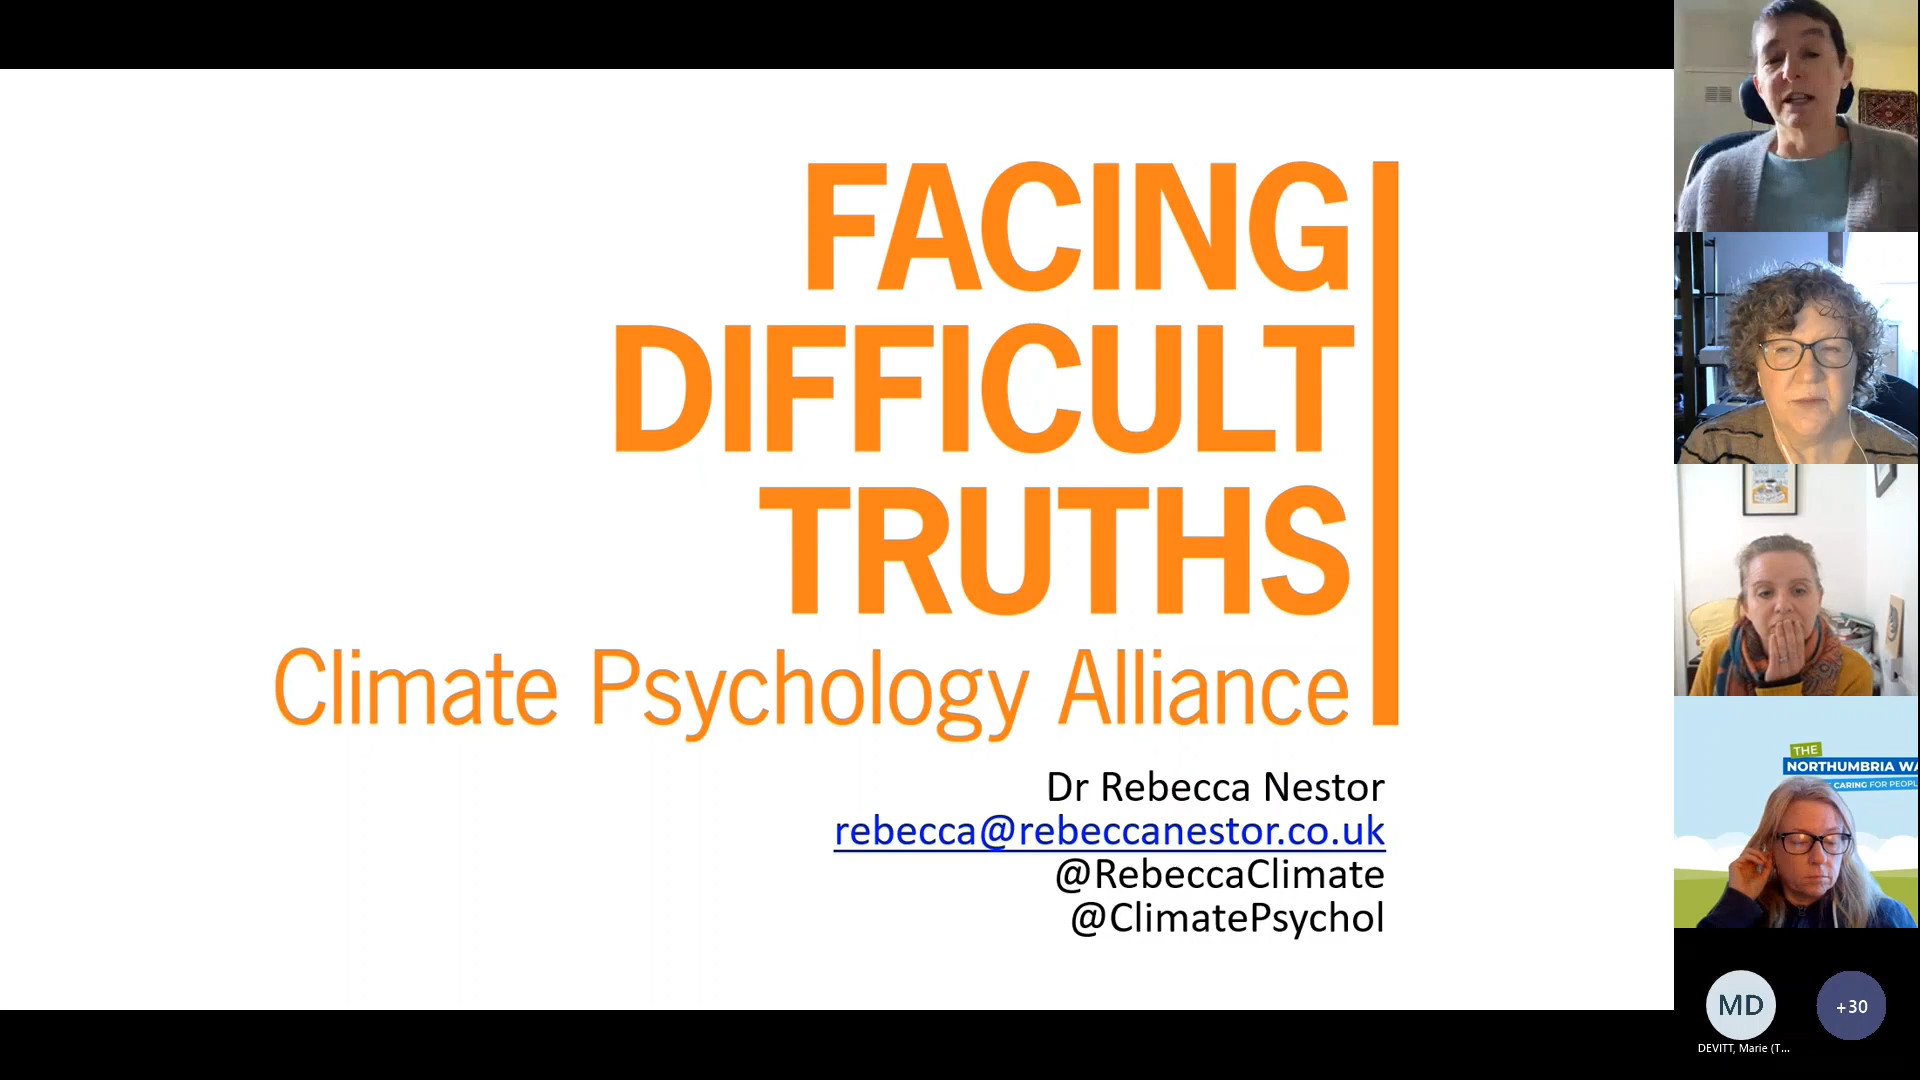 FACING
DIFFICULT
TRUTHS
Climate Psychology Alliance
Dr Rebecca Nestor
rebecca@rebeccanestor.co.uk
@RebeccaClimate
@ClimatePsychol
THE
NORTHUMBRIA WA
CARING FOR PEOPL
MD
+30
DEVITT, Marie (T...